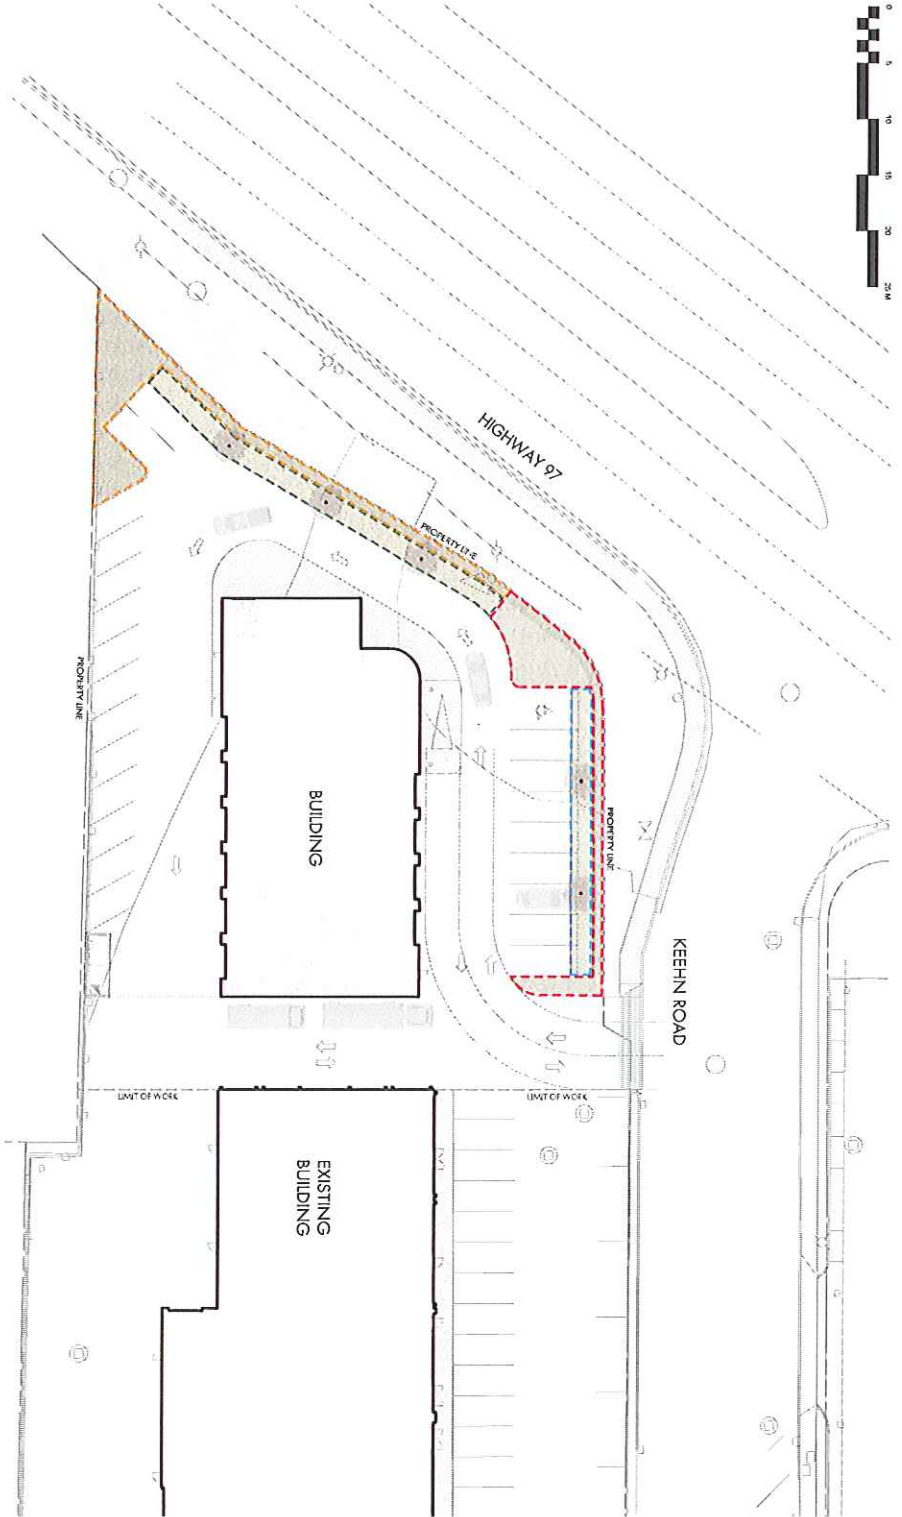 0 5 10 15 20 25 M
HIGHWAY 97
PROPERTY LINE
PROPERTY LINE
KEEHN ROAD
PROPERTY LINE
BUILDING
LIMIT OF WORK
LIMIT OF WORK
EXISTING
BUILDING